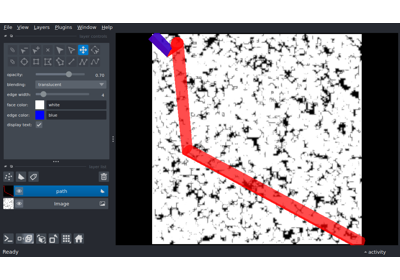 File View Layers Plugins Window Help
opacity: 0.70
blending: translucent
edge width: 4
face color: white
edge color: blue
display text: ✓
path
Image
Ready
activity